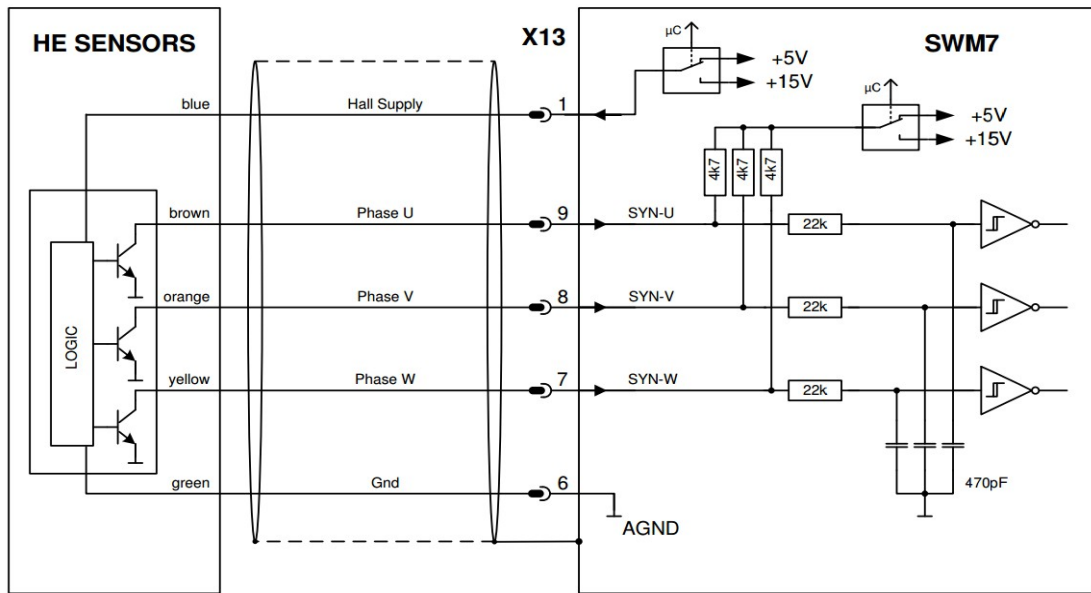 HE SENSORS
X13
SWM7
µC
+5V
+15V
µC
+5V
+15V
blue
Hall Supply
1
4k7
4k7
4k7
brown
Phase U
9
SYN-U
22k
orange
Phase V
8
SYN-V
22k
LOGIC
yellow
Phase W
7
SYN-W
22k
green
Gnd
6
470pF
AGND